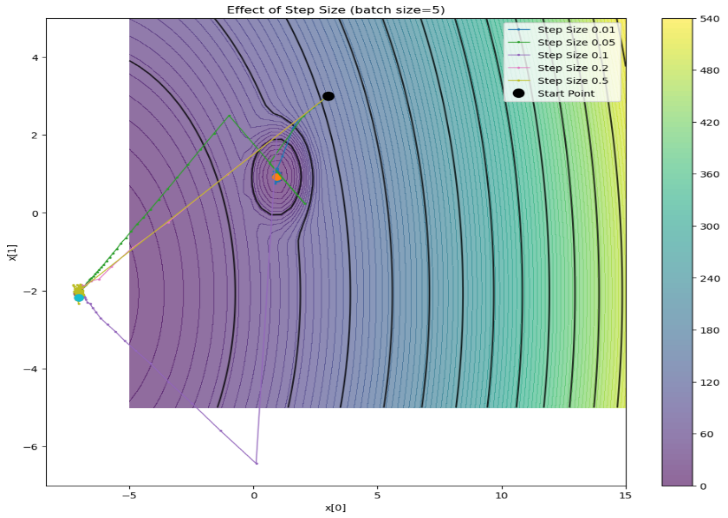 Effect of Step Size (batch size=5)
Step Size 0.01
Step Size 0.05
Step Size 0.1
Step Size 0.2
Step Size 0.5
Start Point
4
2
0
−2
−4
−6
x[1]
−5
0
5
10
15
x[0]
540
480
420
360
300
240
180
120
60
0